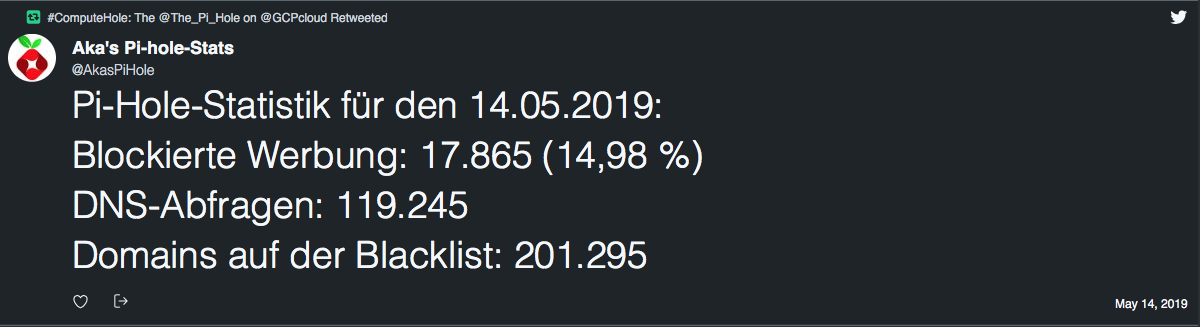 #ComputeHole: The @The_Pi_Hole on @GCPcloud Retweeted
Aka's Pi-hole-Stats
@AkasPiHole
Pi-Hole-Statistik für den 14.05.2019:
Blockierte Werbung: 17.865 (14,98 %)
DNS-Abfragen: 119.245
Domains auf der Blacklist: 201.295
May 14, 2019